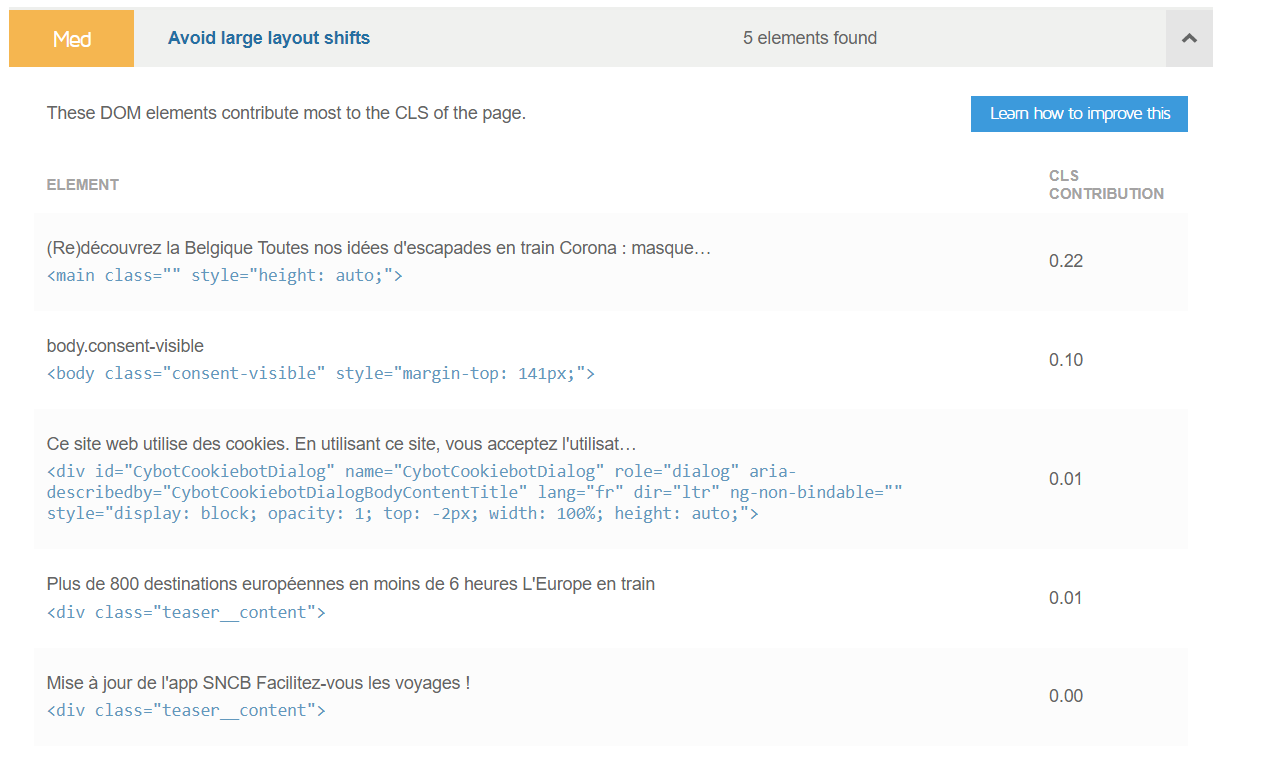 Med
Avoid large layout shifts
5 elements found
These DOM elements contribute most to the CLS of the page.
Learn how to improve this
ELEMENT
CLS
CONTRIBUTION
(Re)découvrez la Belgique Toutes nos idées d'escapades en train Corona : masque…
<main class="" style="height: auto;">
0.22
body.consent-visible
<body class="consent-visible" style="margin-top: 141px;">
0.10
Ce site web utilise des cookies. En utilisant ce site, vous acceptez l'utilisat…
<div id="CybotCookiebotDialog" name="CybotCookiebotDialog" role="dialog" aria-
describedby="CybotCookiebotDialogBodyContentTitle" lang="fr" dir="ltr" ng-non-bindable=""
style="display: block; opacity: 1; top: -2px; width: 100%; height: auto;">
0.01
Plus de 800 destinations européennes en moins de 6 heures L'Europe en train
<div class="teaser__content">
0.01
Mise à jour de l'app SNCB Facilitez-vous les voyages !
<div class="teaser__content">
0.00